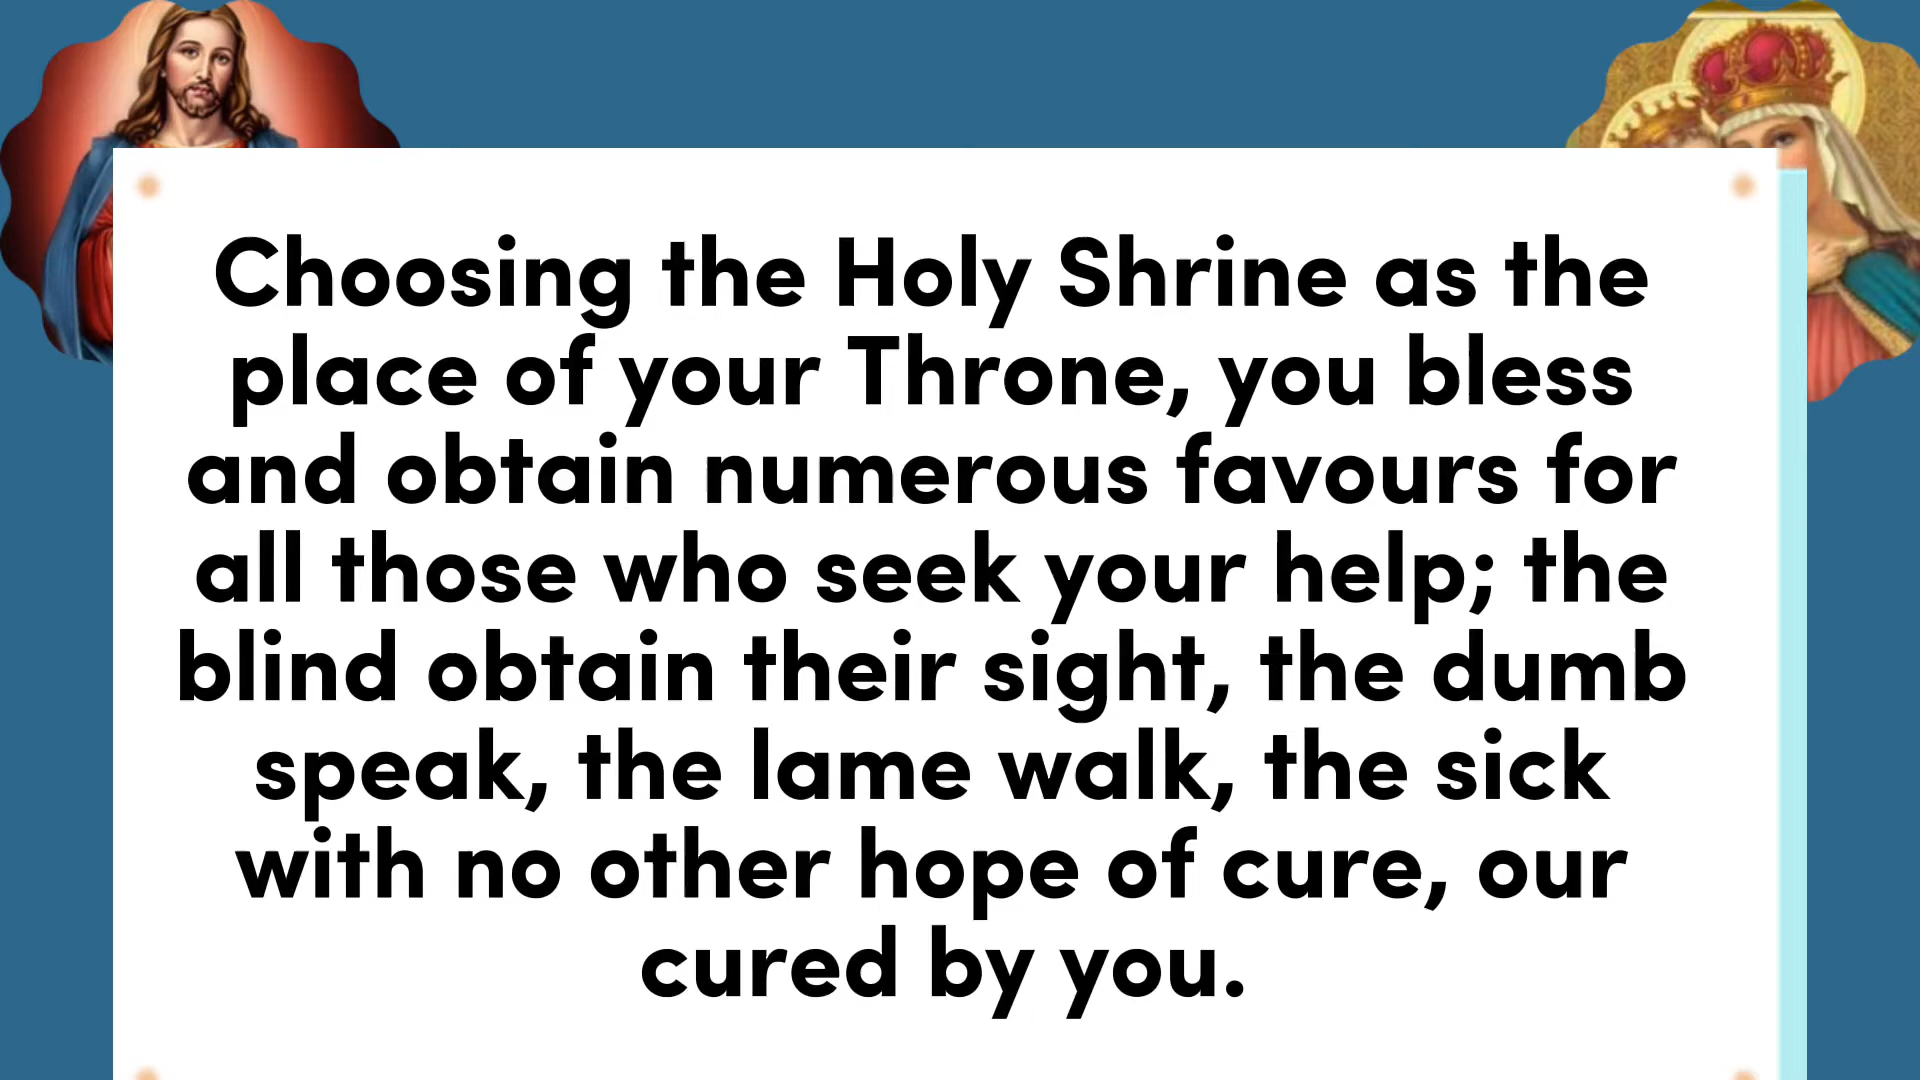 Choosing the Holy Shrine as the
place of your Throne, you bless
and obtain numerous favours for
all those who seek your help; the
blind obtain their sight, the dumb
speak, the lame walk, the sick
with no other hope of cure, our
cured by you.